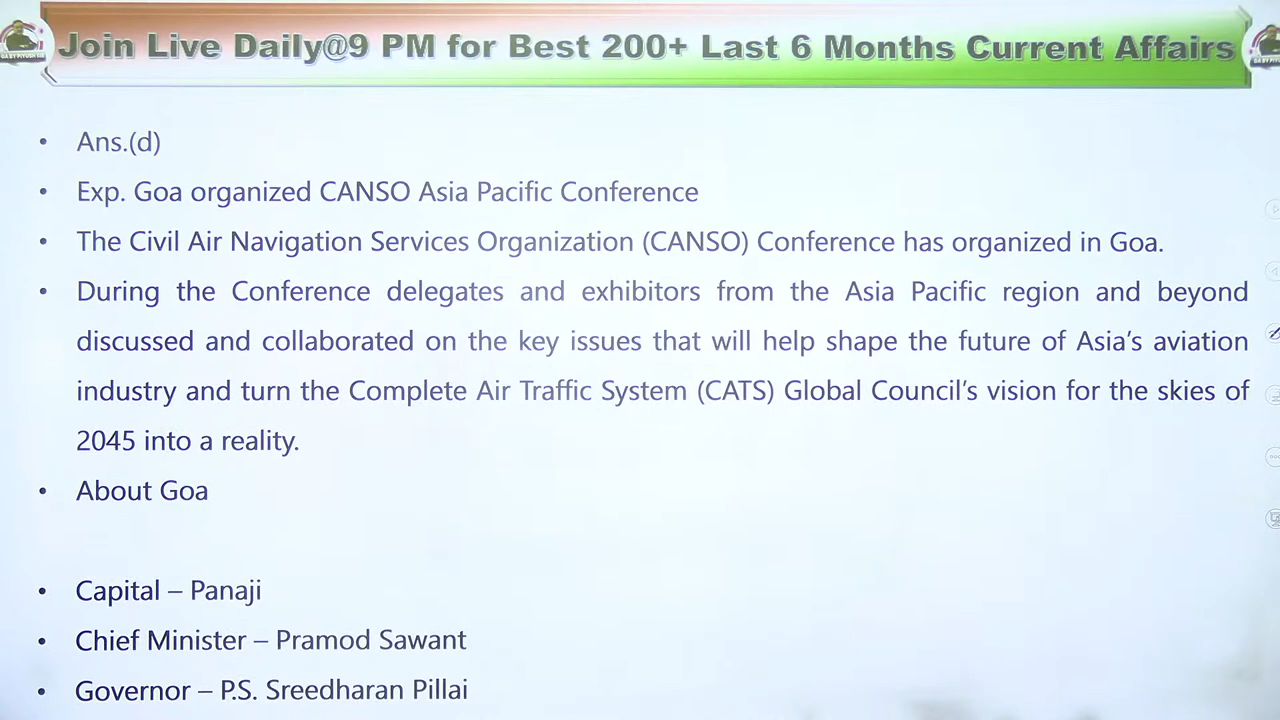 Join Live Daily@9 PM for Best 200+ Last 6 Months Current Affairs
• Ans.(d)
• Exp. Goa organized CANSO Asia Pacific Conference
• The Civil Air Navigation Services Organization (CANSO) Conference has organized in Goa.
• During the Conference delegates and exhibitors from the Asia Pacific region and beyond
discussed and collaborated on the key issues that will help shape the future of Asia's aviation
industry and turn the Complete Air Traffic System (CATS) Global Council's vision for the skies of
2045 into a reality.
• About Goa
• Capital – Panaji
• Chief Minister – Pramod Sawant
• Governor – P.S. Sreedharan Pillai